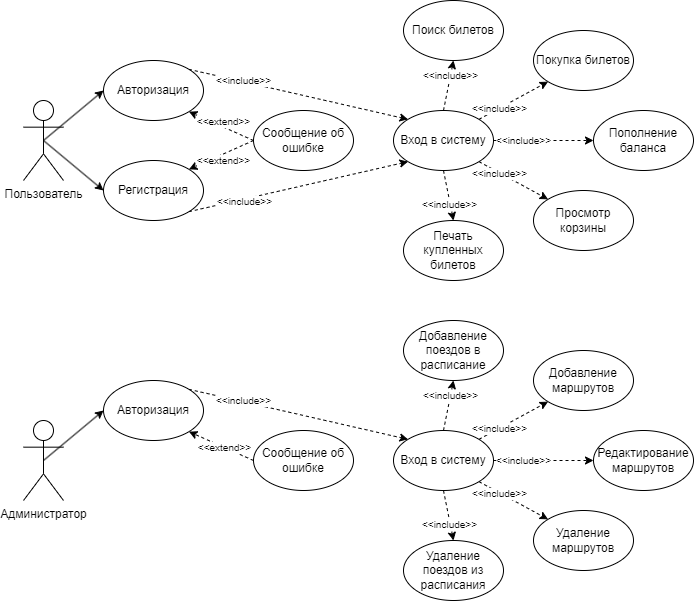 Поиск билетов
<<include>>
Покупка билетов
<<include>>
Авторизация
<<include>>
<<extend>>
Сообщение об
ошибке
<<extend>>
Вход в систему
<<include>>
Пополнение
баланса
Пользователь
Регистрация
<<include>>
<<include>>
Просмотр
корзины
<<include>>
Печать
купленных
билетов
Добавление
поездов в
расписание
<<include>>
Добавление
маршрутов
<<include>>
Авторизация
<<include>>
<<extend>>
Сообщение об
ошибке
Вход в систему
<<include>>
Редактирование
маршрутов
Администратор
<<include>>
Удаление
маршрутов
<<include>>
Удаление
поездов из
расписания